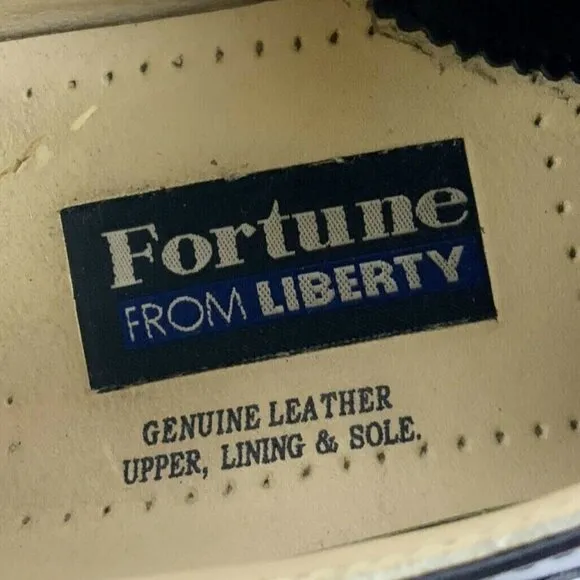 Fortune
FROM LIBERTY
GENUINE LEATHER
UPPER, LINING & SOLE.